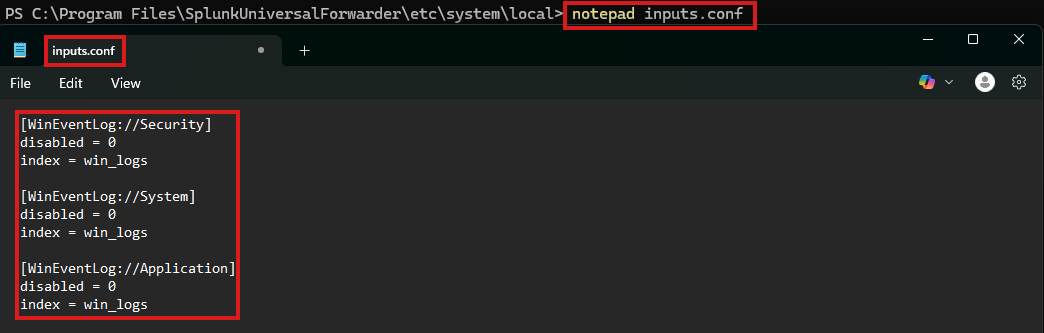 PS C:\Program Files\SplunkUniversalForwarder\etc\system\local> notepad inputs.conf
inputs.conf
File Edit View
[WinEventLog://Security]
disabled = 0
index = win_logs
[WinEventLog://System]
disabled = 0
index = win_logs
[WinEventLog://Application]
disabled = 0
index = win_logs